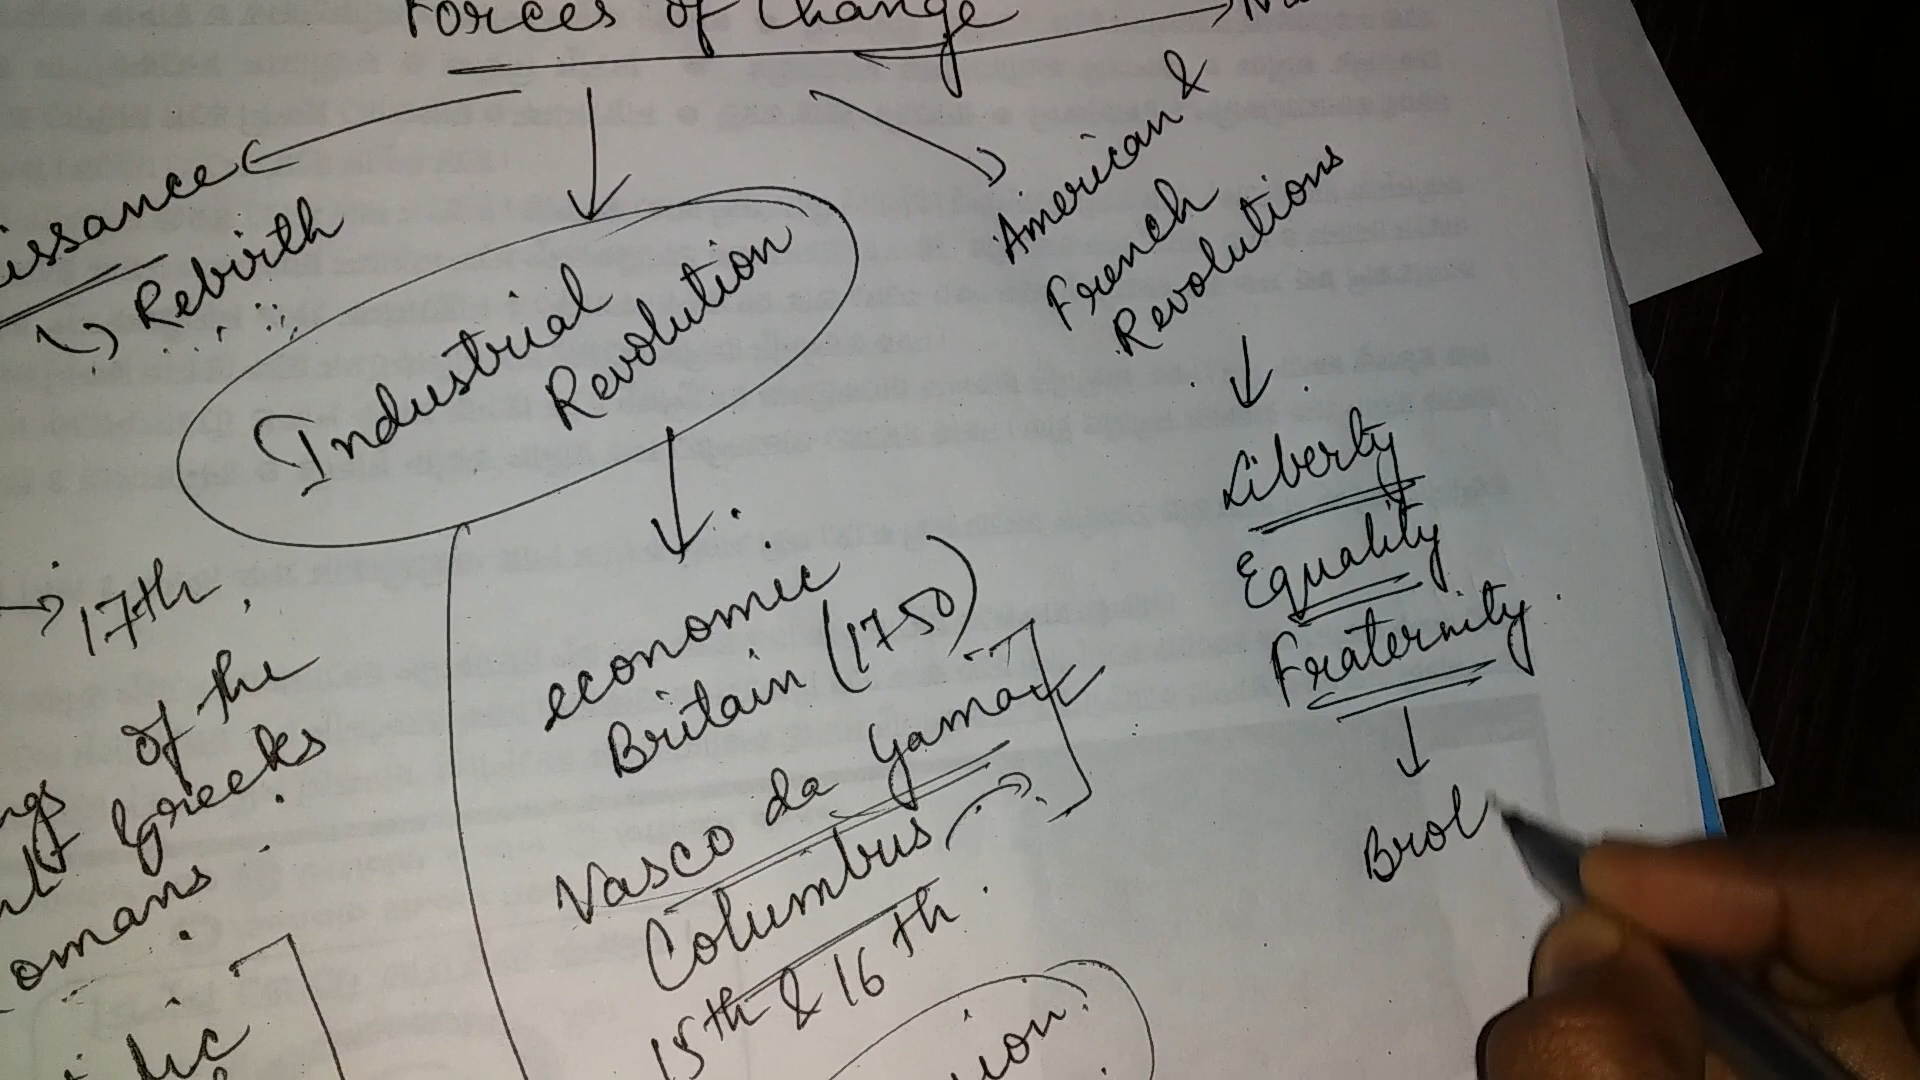 Forces of Change
issance
Rebirth
Industrial
Revolution
American &
French
Revolutions
Liberty
Equality
Fraternity
Brot
17th
of the
Greeks
omans
economic
Britain (1750)
Vasco da Gama
Columbus
15th & 16th